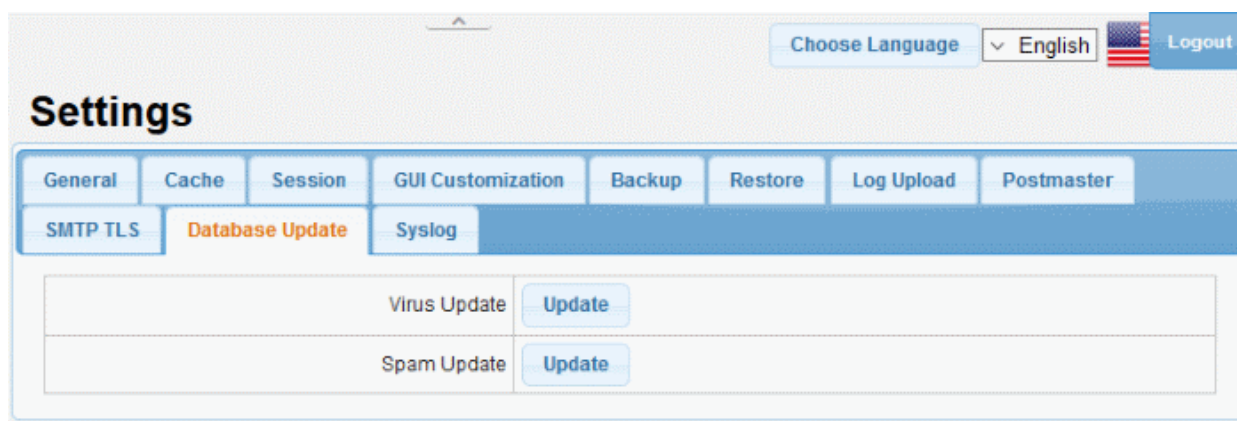 Choose Language English Logout
Settings
General Cache Session GUI Customization Backup Restore Log Upload Postmaster
SMTP TLS Database Update Syslog
Virus Update Update
Spam Update Update